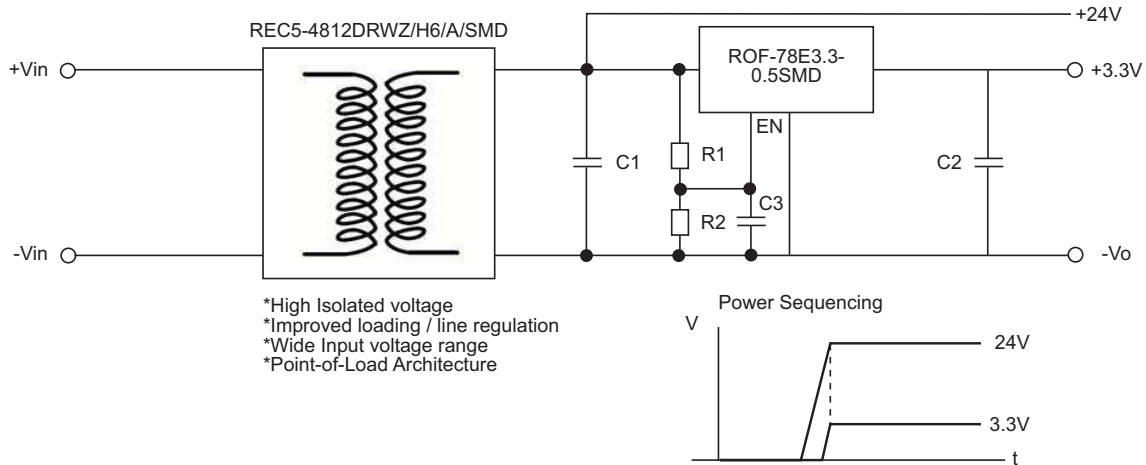 +24V
REC5-4812DRWZ/H6/A/SMD
ROF-78E3.3-
0.5SMD
+Vin
+3.3V
EN
C1
R1
C2
C3
R2
-Vin
-Vo
*High Isolated voltage
*Improved loading / line regulation
*Wide Input voltage range
*Point-of-Load Architecture
Power Sequencing
V
24V
3.3V
t